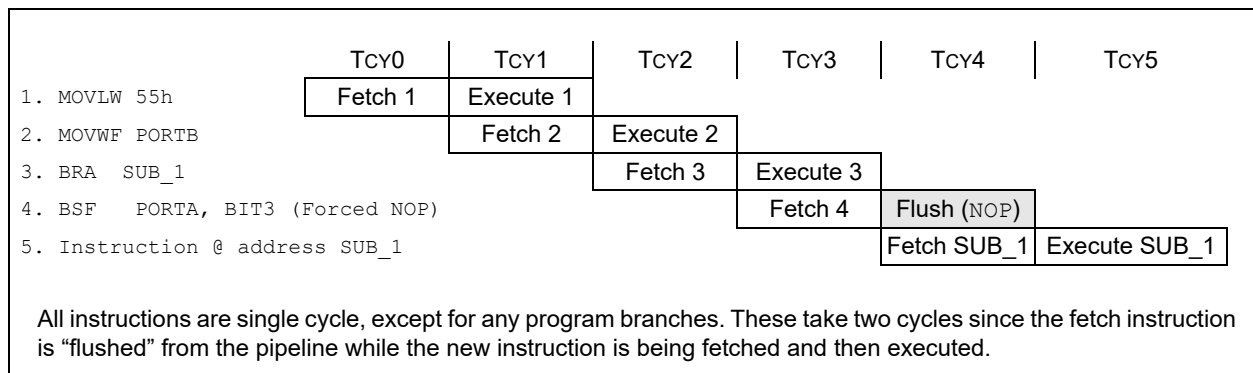 TCY0 TCY1 TCY2 TCY3 TCY4 TCY5
1. MOVLW 55h Fetch 1 Execute 1
2. MOVWF PORTB Fetch 2 Execute 2
3. BRA SUB_1 Fetch 3 Execute 3
4. BSF PORTA, BIT3 (Forced NOP) Fetch 4 Flush (NOP)
5. Instruction @ address SUB_1 Fetch SUB_1 Execute SUB_1
All instructions are single cycle, except for any program branches. These take two cycles since the fetch instruction
is “flushed” from the pipeline while the new instruction is being fetched and then executed.